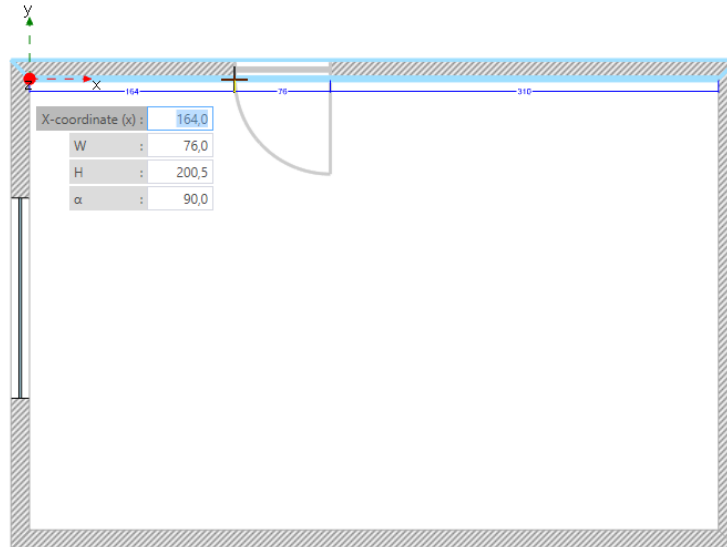 y
z
x
164
76
310
X-coordinate (x) : 164,0
W : 76,0
H : 200,5
α : 90,0